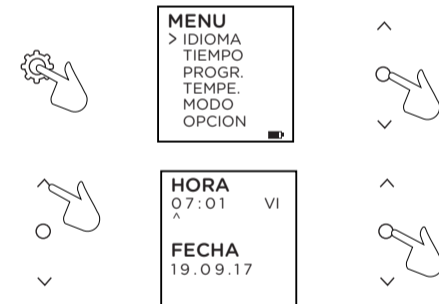 MENU
> IDIOMA
TIEMPO
PROGR.
TEMPE.
MODO
OPCION
HORA
07:01 VI
^
FECHA
19.09.17